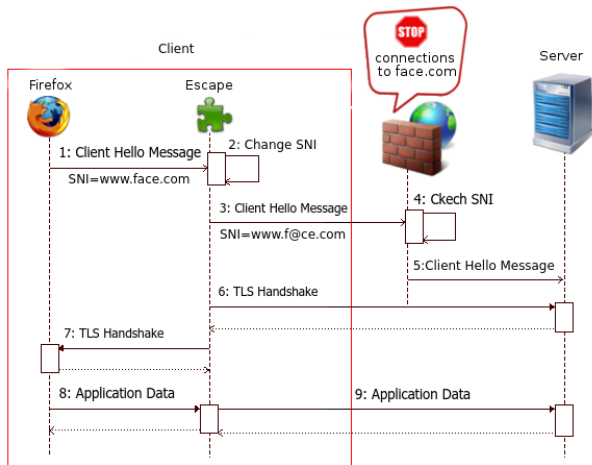 Client
STOP
connections
to face.com
Server
Firefox
Escape
1: Client Hello Message
SNI=www.face.com
2: Change SNI
3: Client Hello Message
SNI=www.f@ce.com
4: Ckech SNI
5:Client Hello Message
6: TLS Handshake
7: TLS Handshake
8: Application Data
9: Application Data